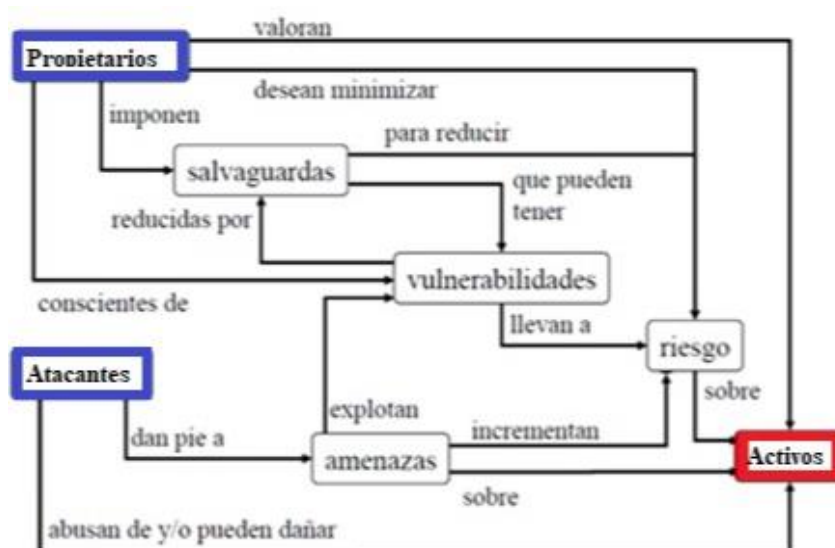 valoran
Propietarios
desean minimizar
imponen
para reducir
salvaguardas
que pueden
tener
reducidas por
vulnerabilidades
conscientes de
llevan a
riesgo
Atacantes
sobre
explotan
dan pie a
incrementan
amenazas
Activos
sobre
abusan de y/o pueden dañar